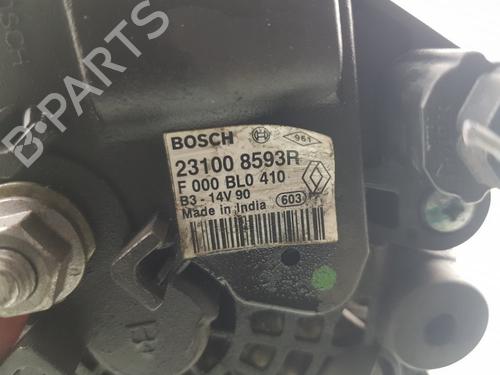 961
BOSCH
23100 8593R
F 000 BL0 410
B3 - 14V 90
Made in India 603
B-PARTS